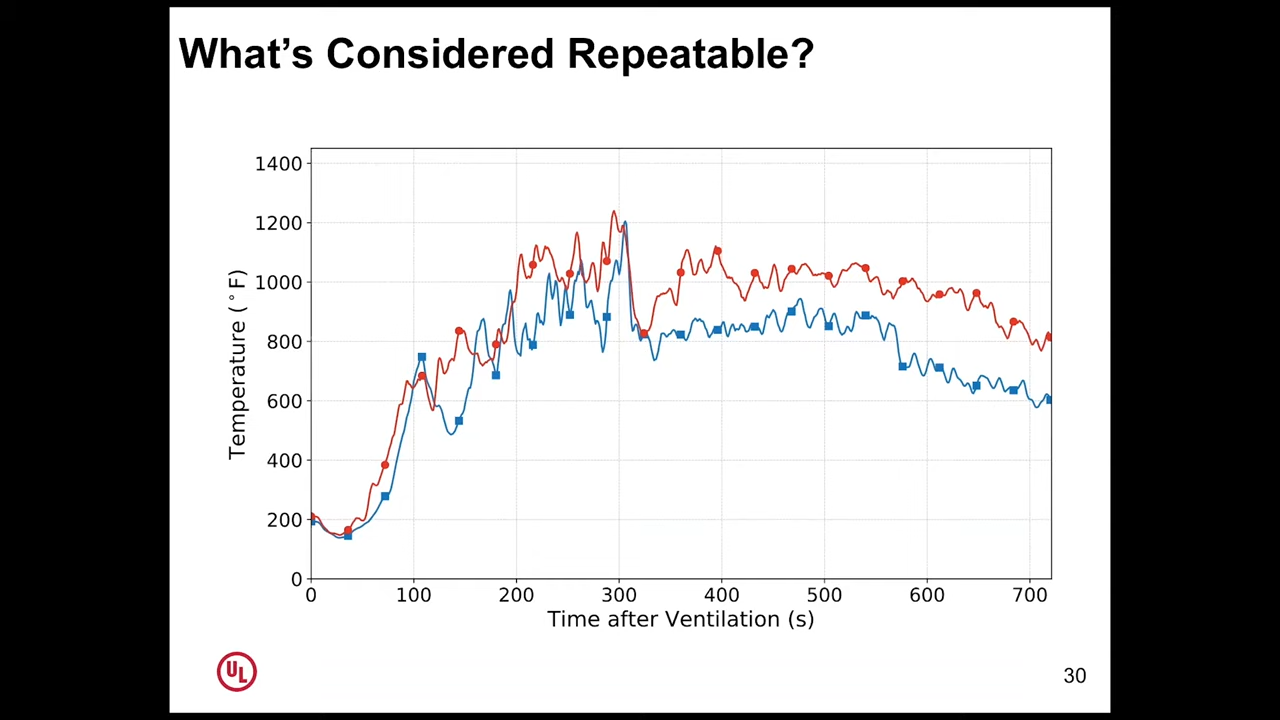 What's Considered Repeatable?
1400
1200
1000
800
600
400
200
0
Temperature (°F)
0 100 200 300 400 500 600 700
Time after Ventilation (s)
UL
30